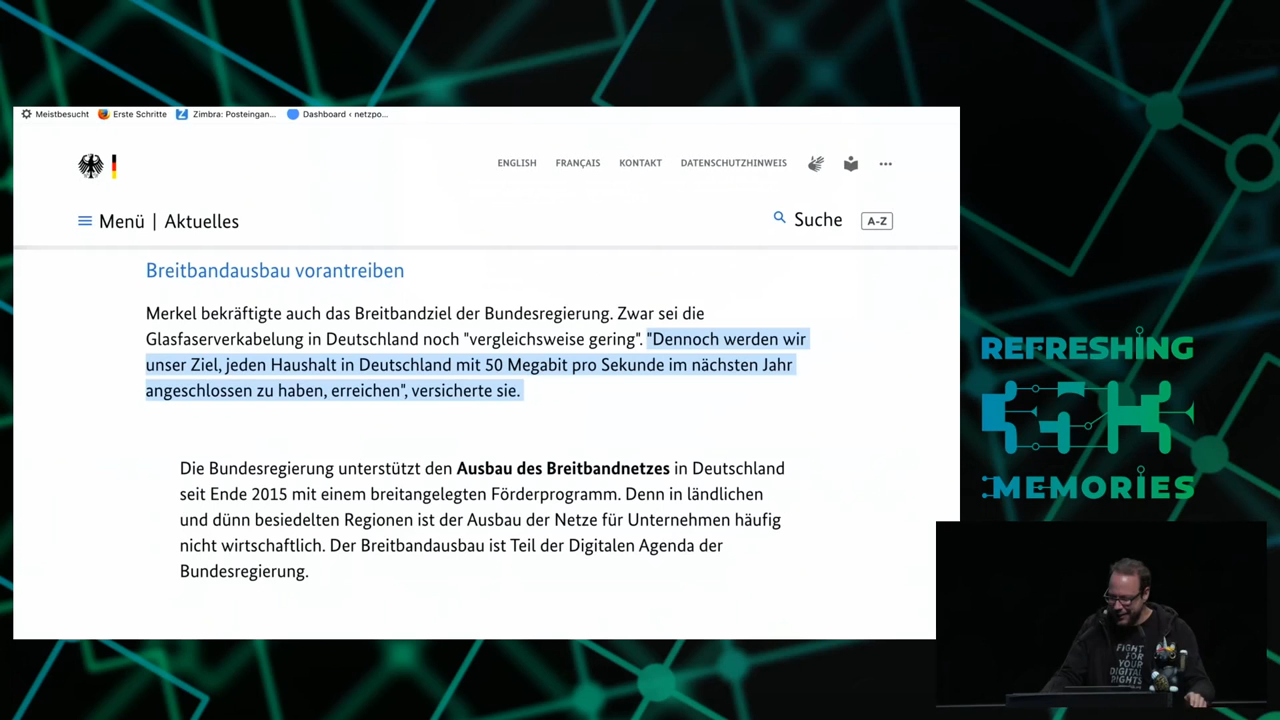 Meistbesucht Erste Schritte Zimbra: Posteingan... Dashboard ‹ netzpo...
ENGLISH FRANÇAIS KONTAKT DATENSCHUTZHINWEIS
Menü | Aktuelles Suche A-Z
Breitbandausbau vorantreiben
Merkel bekräftigte auch das Breitbandziel der Bundesregierung. Zwar sei die
Glasfaserverkabelung in Deutschland noch "vergleichsweise gering". "Dennoch werden wir
unser Ziel, jeden Haushalt in Deutschland mit 50 Megabit pro Sekunde im nächsten Jahr
angeschlossen zu haben, erreichen", versicherte sie.
Die Bundesregierung unterstützt den Ausbau des Breitbandnetzes in Deutschland
seit Ende 2015 mit einem breitangelegten Förderprogramm. Denn in ländlichen
und dünn besiedelten Regionen ist der Ausbau der Netze für Unternehmen häufig
nicht wirtschaftlich. Der Breitbandausbau ist Teil der Digitalen Agenda der
Bundesregierung.
REFRESHING
MEMORIES
FIGHT
FOR
YOUR
DIGITAL
RIGHTS